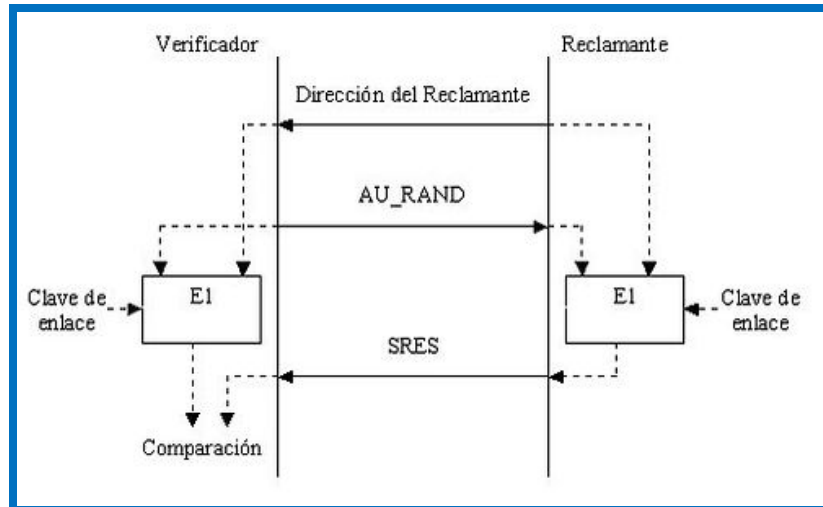 Verificador
Reclamante
Dirección del Reclamante
AU_RAND
E1
E1
Clave de
enlace
Clave de
enlace
SRES
Comparación